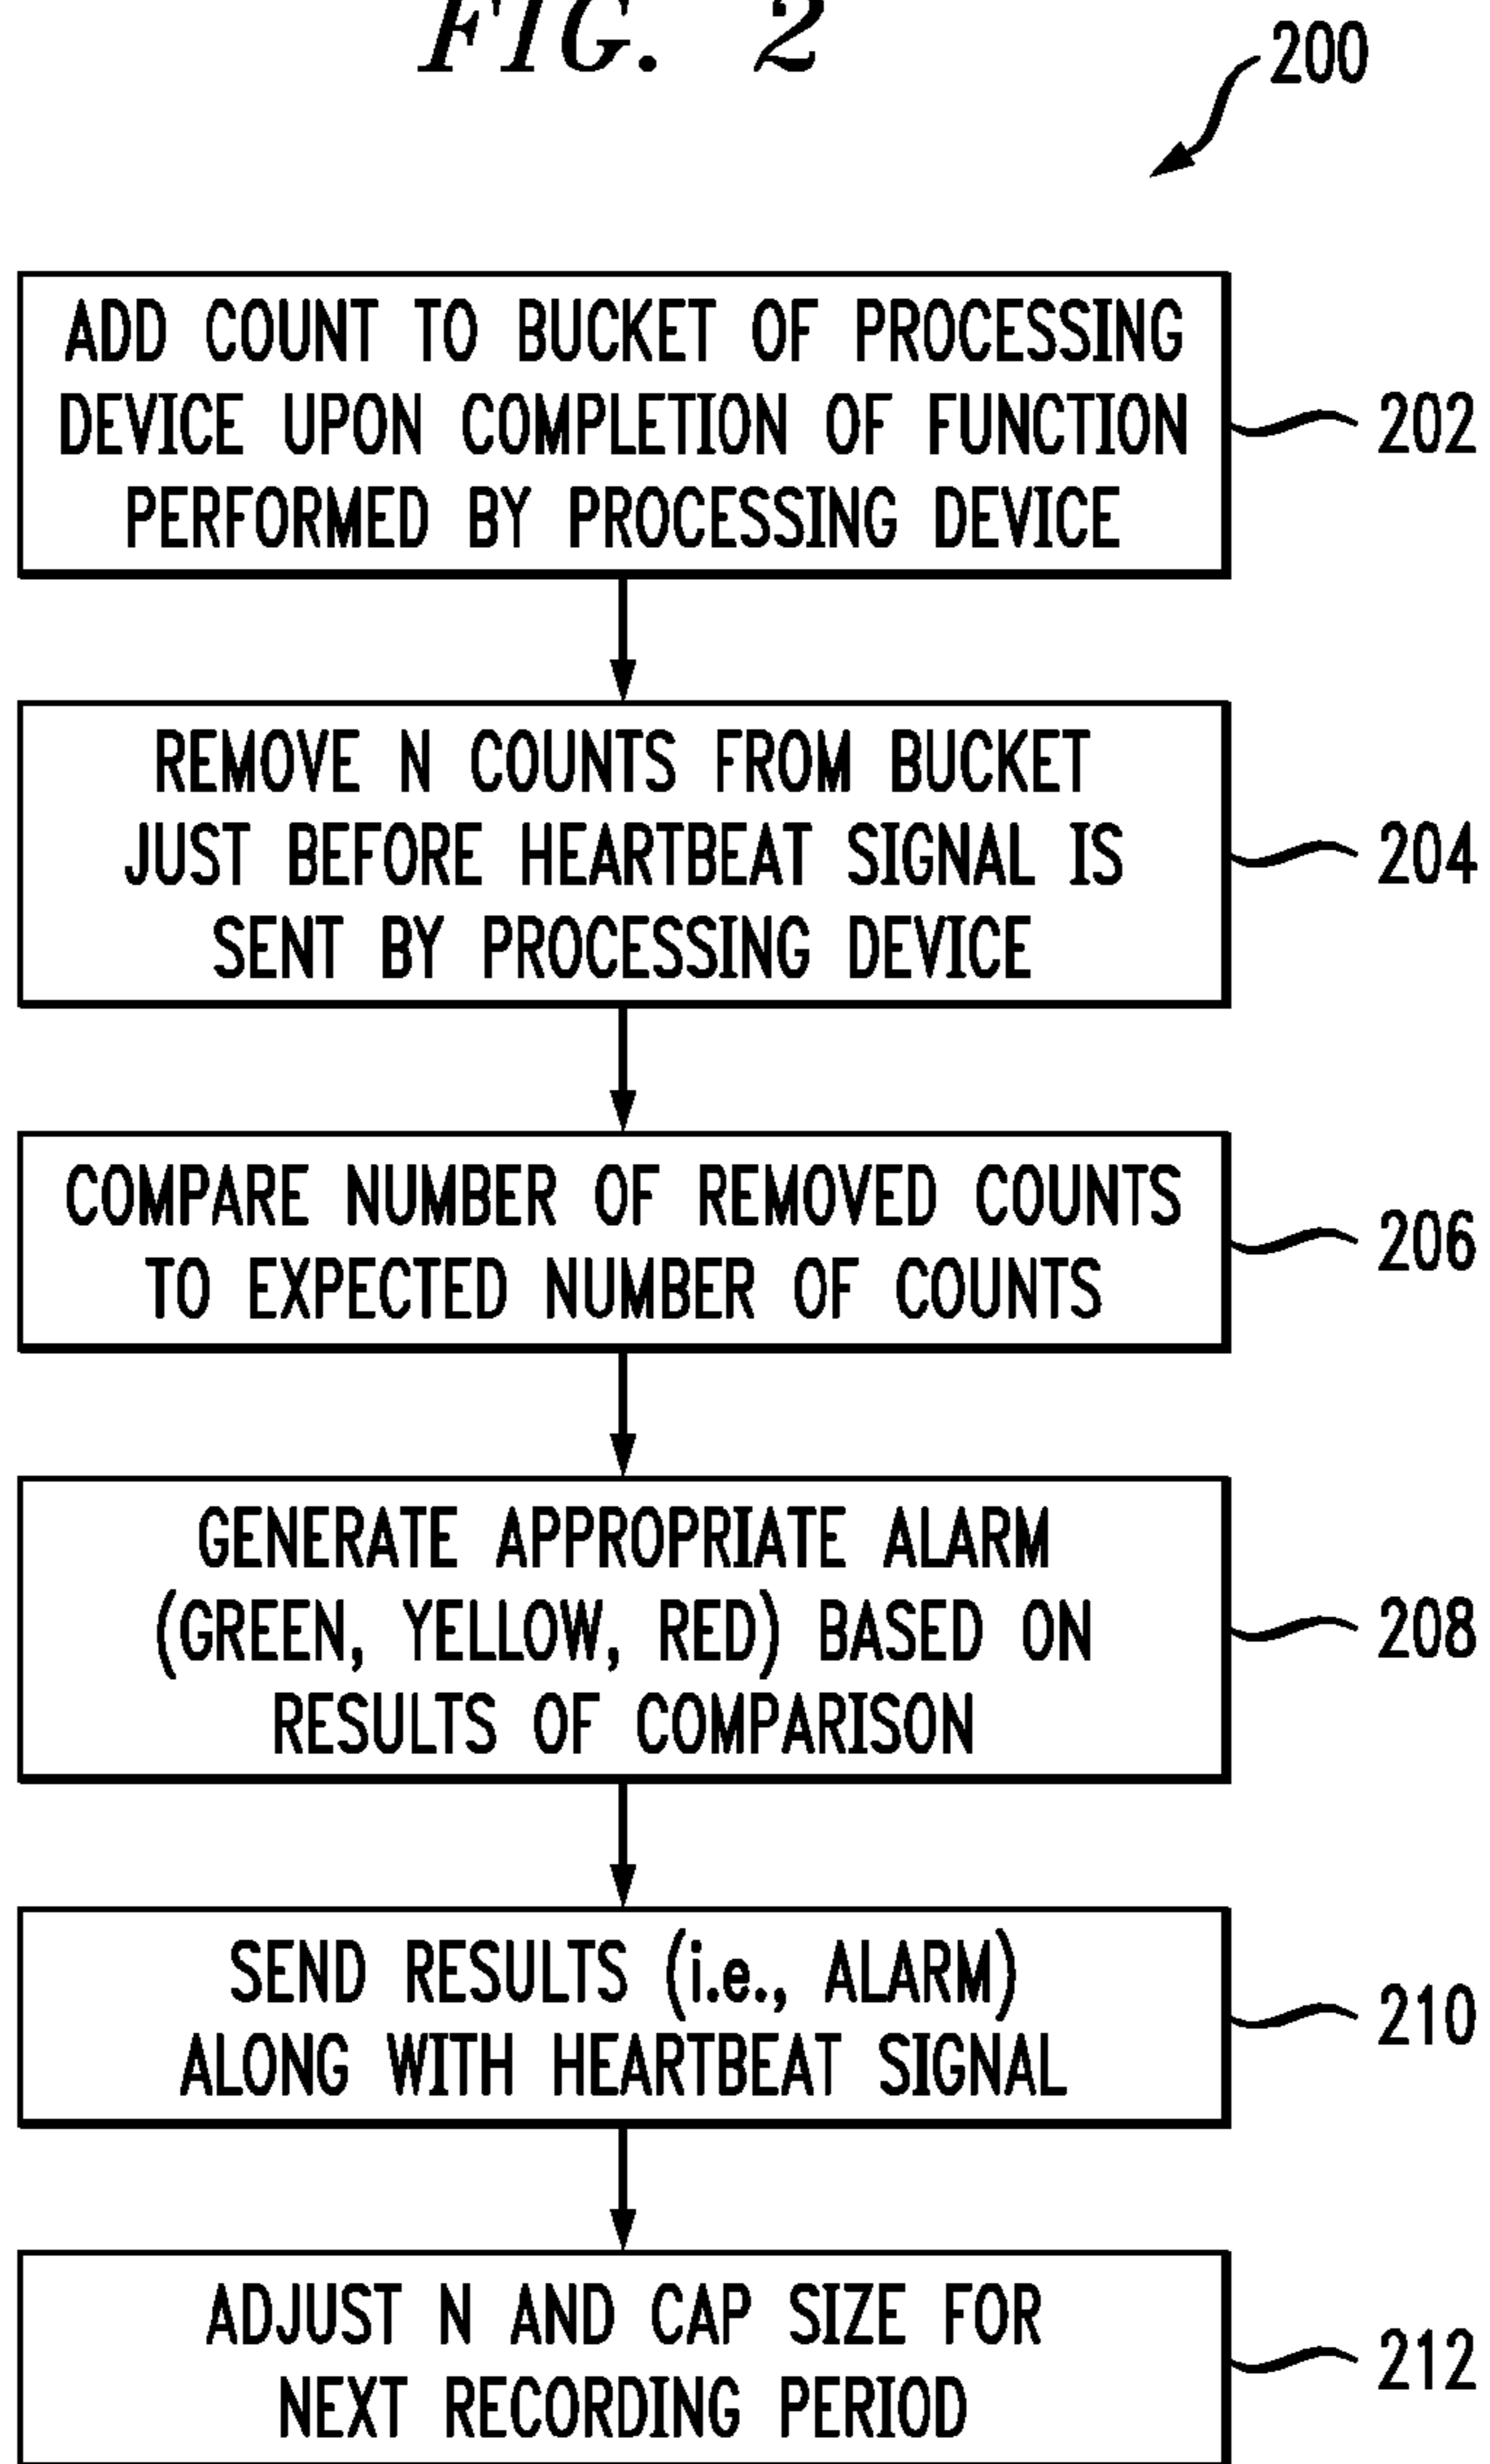 FIG. 2
200
ADD COUNT TO BUCKET OF PROCESSING
DEVICE UPON COMPLETION OF FUNCTION
PERFORMED BY PROCESSING DEVICE
202
REMOVE N COUNTS FROM BUCKET
JUST BEFORE HEARTBEAT SIGNAL IS
SENT BY PROCESSING DEVICE
204
COMPARE NUMBER OF REMOVED COUNTS
TO EXPECTED NUMBER OF COUNTS
206
GENERATE APPROPRIATE ALARM
(GREEN, YELLOW, RED) BASED ON
RESULTS OF COMPARISON
208
SEND RESULTS (i.e., ALARM)
ALONG WITH HEARTBEAT SIGNAL
210
ADJUST N AND CAP SIZE FOR
NEXT RECORDING PERIOD
212